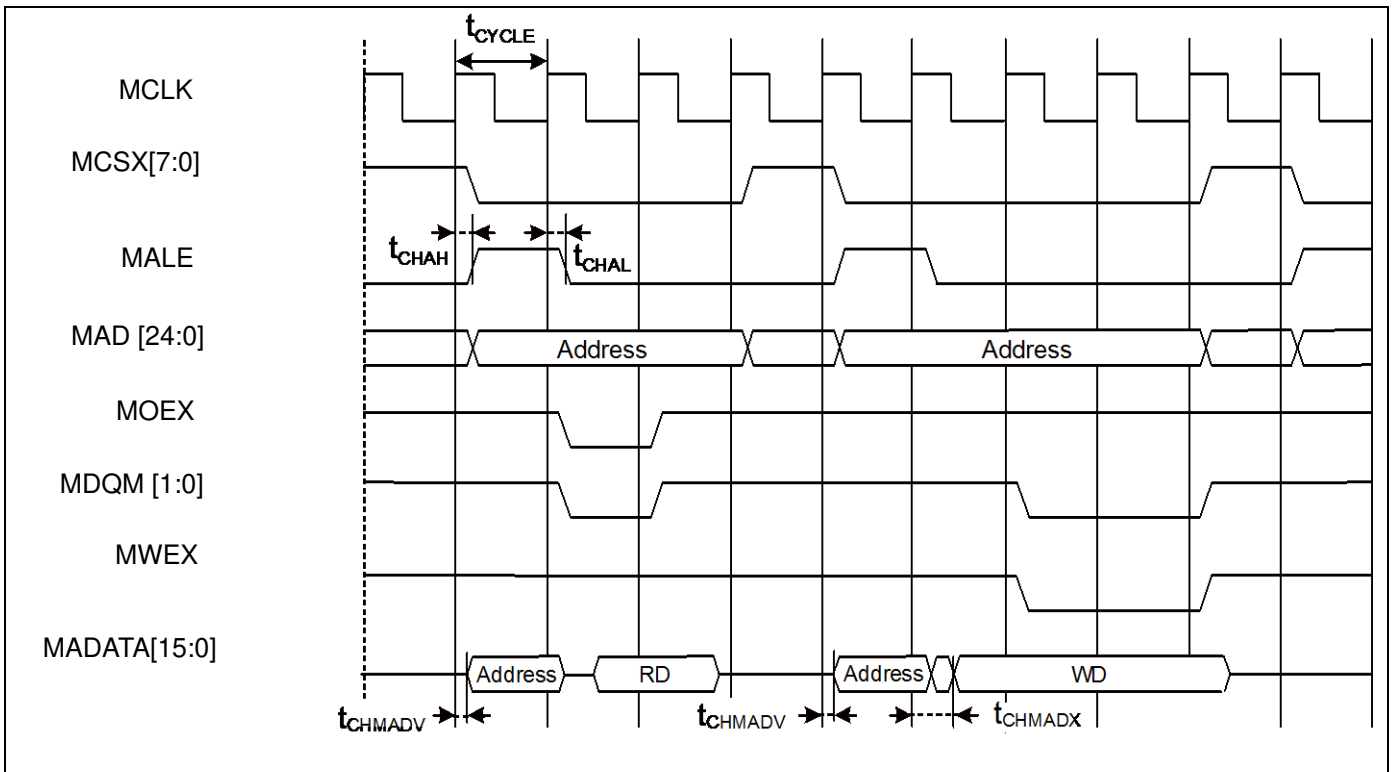 tCYCLE
MCLK
MCSX[7:0]
tCHAH
tCHAL
MALE
MAD [24:0]
Address
Address
MOEX
MDQM [1:0]
MWEX
MADATA[15:0]
Address
RD
Address
WD
tCHMADV
tCHMADV
tCHMADX